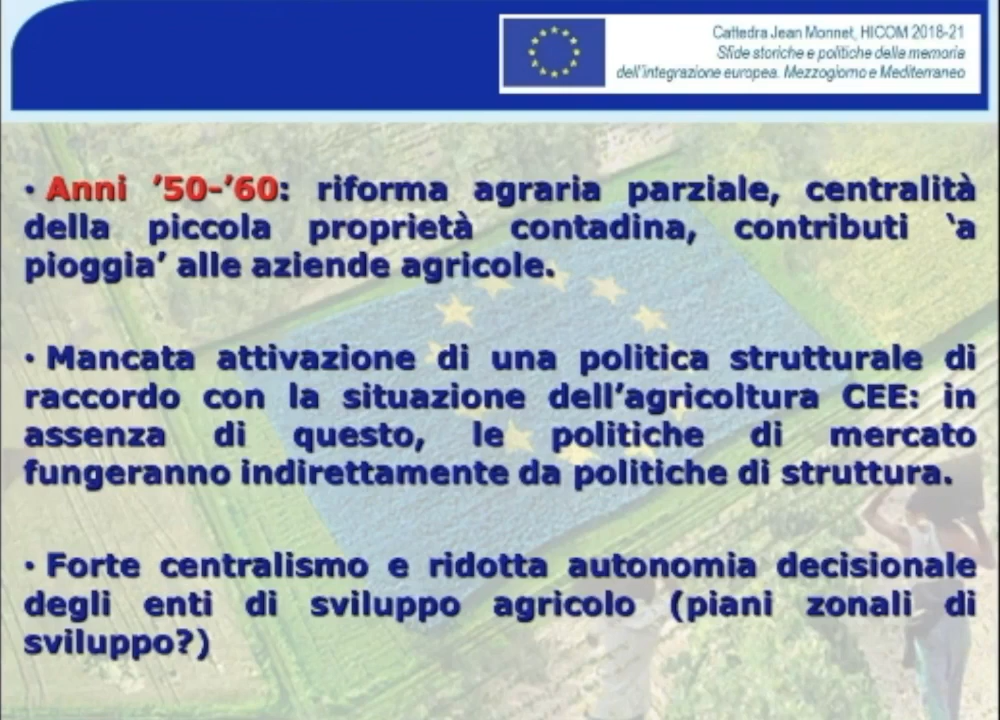 Cattedra Jean Monnet, HICOM 2018-21
Sfide storiche e politiche della memoria
dell'integrazione europea. Mezzogiorno e Mediterraneo
• Anni '50-'60: riforma agraria parziale, centralità
della piccola proprietà contadina, contributi 'a
pioggia' alle aziende agricole.
• Mancata attivazione di una politica strutturale di
raccordo con la situazione dell'agricoltura CEE: in
assenza di questo, le politiche di mercato
fungeranno indirettamente da politiche di struttura.
• Forte centralismo e ridotta autonomia decisionale
degli enti di sviluppo agricolo (piani zonali di
sviluppo?)